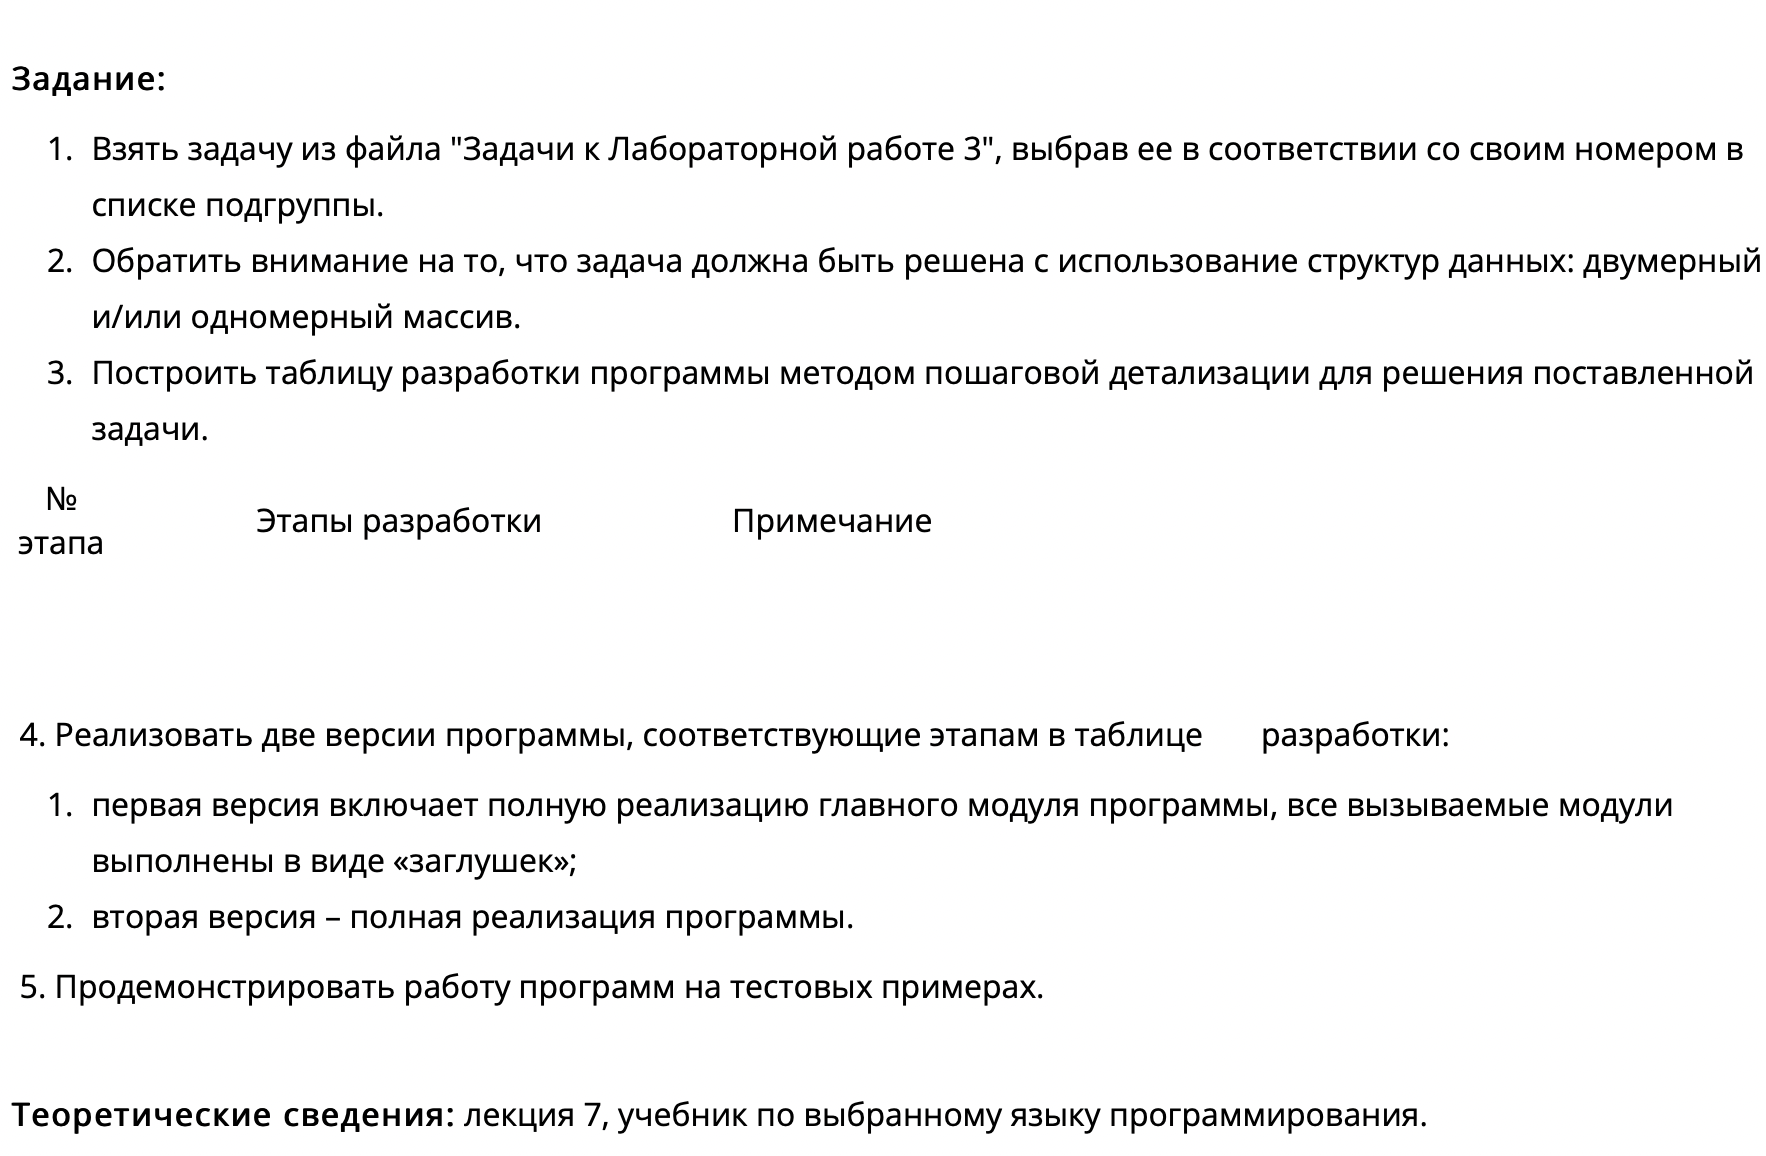 Задание:
1. Взять задачу из файла "Задачи к Лабораторной работе 3", выбрав ее в соответствии со своим номером в
списке подгруппы.
2. Обратить внимание на то, что задача должна быть решена с использование структур данных: двумерный
и/или одномерный массив.
3. Построить таблицу разработки программы методом пошаговой детализации для решения поставленной
задачи.
№
этапа
Этапы разработки
Примечание
4. Реализовать две версии программы, соответствующие этапам в таблице разработки:
1. первая версия включает полную реализацию главного модуля программы, все вызываемые модули
выполнены в виде «заглушек»;
2. вторая версия – полная реализация программы.
5. Продемонстрировать работу программ на тестовых примерах.
Теоретические сведения: лекция 7, учебник по выбранному языку программирования.